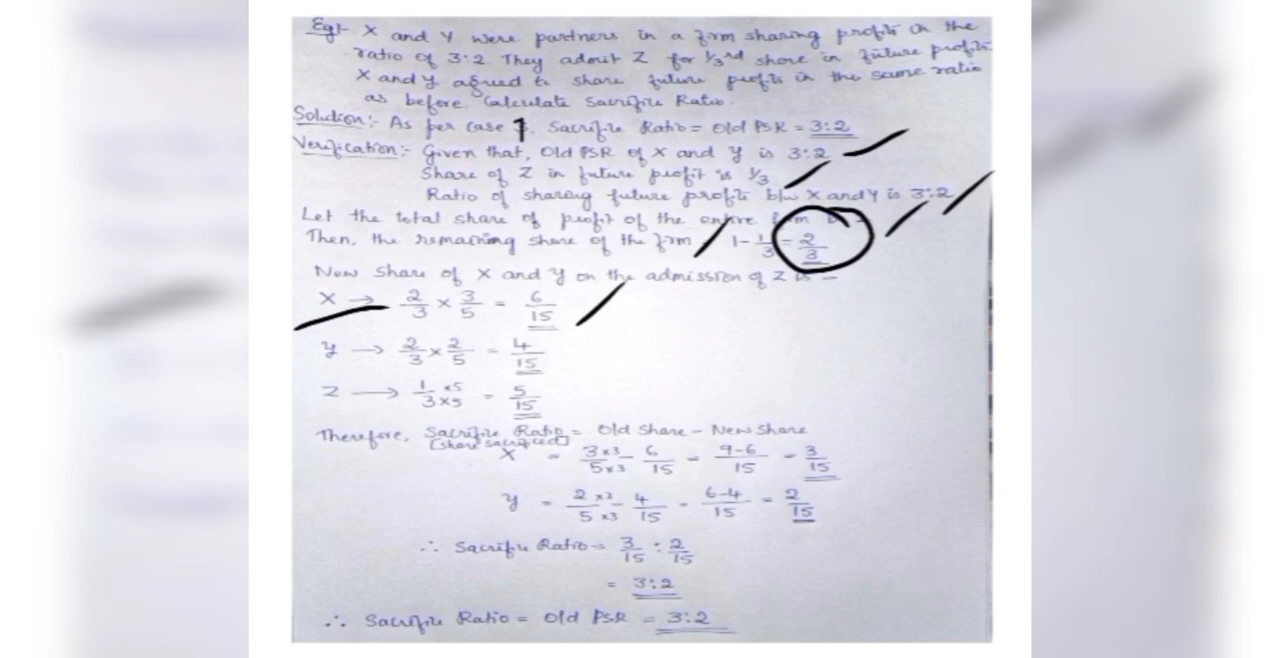 Eg1- X and Y were partners in a firm sharing profits in the
ratio of 3:2 They admit Z for 1/3rd share in future profits
X and Y agreed to share future profits in the same ratio
as before Calculate Sacrifice Ratio.
Solution:- As per case 1. Sacrifice Ratio = Old PSR = 3:2
Verification:- Given that, Old PSR of X and Y is 3:2
Share of Z in future profit is 1/3
Ratio of sharing future profits b/w X and Y is 3:2
Let the total share of profit of the entire firm
Then, the remaining share of the firm 1 - 1/3 = 2/3
New share of X and Y on the admission of Z is -
X → 2/3 × 3/5 = 6/15
Y → 2/3 × 2/5 = 4/15
Z → 1/3 ×5/×5 = 5/15
Therefore, Sacrifice Ratio = Old Share - New Share
[share sacrificed]
X = 3×3/5×3 - 6/15 = 9-6/15 = 3/15
Y = 2×3/5×3 - 4/15 = 6-4/15 = 2/15
∴ Sacrifice Ratio = 3/15 : 2/15
= 3:2
∴ Sacrifice Ratio = Old PSR = 3:2